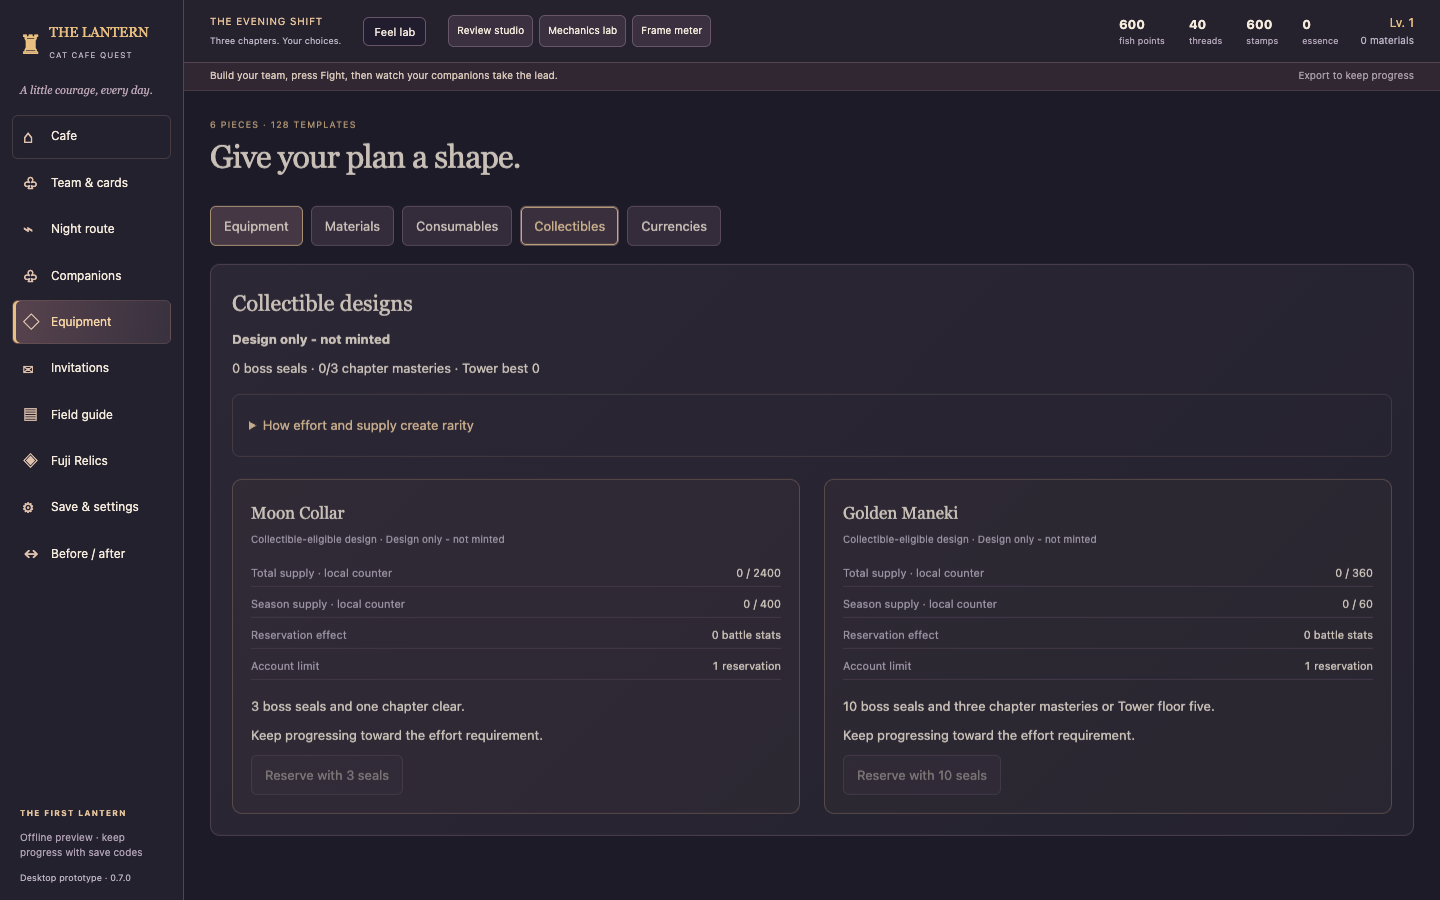 THE LANTERN
CAT CAFE QUEST
A little courage, every day.
Cafe
Team & cards
Night route
Companions
Equipment
Invitations
Field guide
Fuji Relics
Save & settings
Before / after
THE FIRST LANTERN
Offline preview · keep
progress with save codes
Desktop prototype · 0.7.0
THE EVENING SHIFT
Three chapters. Your choices.
Feel lab
Review studio
Mechanics lab
Frame meter
600
fish points
40
threads
600
stamps
0
essence
Lv. 1
0 materials
Build your team, press Fight, then watch your companions take the lead.
Export to keep progress
6 PIECES · 128 TEMPLATES
Give your plan a shape.
Equipment
Materials
Consumables
Collectibles
Currencies
Collectible designs
Design only - not minted
0 boss seals · 0/3 chapter masteries · Tower best 0
How effort and supply create rarity
Moon Collar
Collectible-eligible design · Design only - not minted
Total supply · local counter 0 / 2400
Season supply · local counter 0 / 400
Reservation effect 0 battle stats
Account limit 1 reservation
3 boss seals and one chapter clear.
Keep progressing toward the effort requirement.
Reserve with 3 seals
Golden Maneki
Collectible-eligible design · Design only - not minted
Total supply · local counter 0 / 360
Season supply · local counter 0 / 60
Reservation effect 0 battle stats
Account limit 1 reservation
10 boss seals and three chapter masteries or Tower floor five.
Keep progressing toward the effort requirement.
Reserve with 10 seals